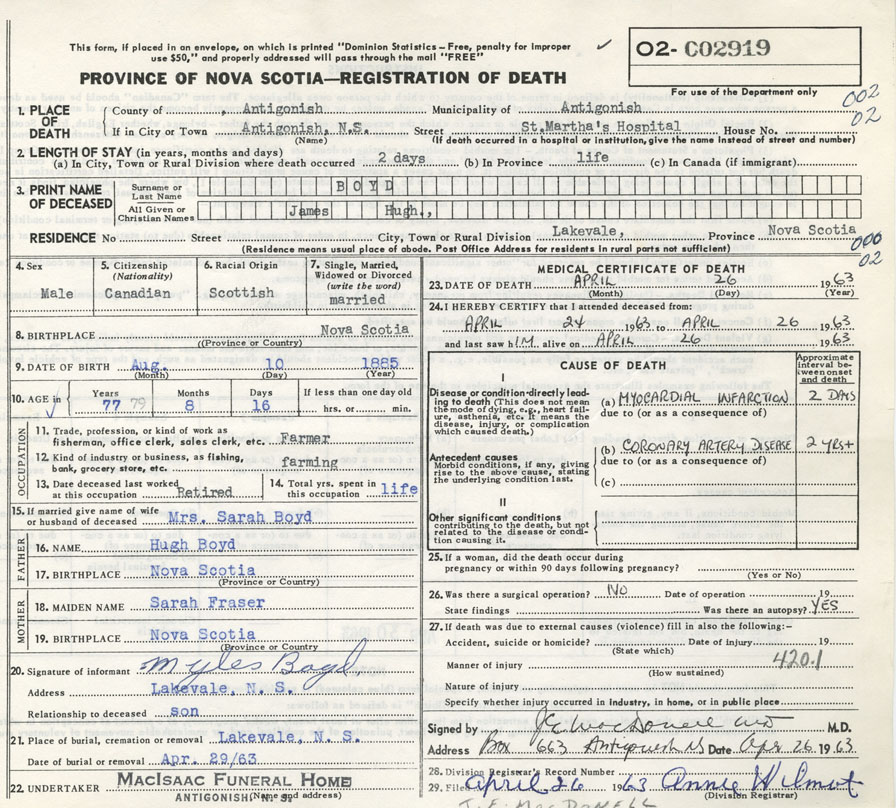 This form, if placed in an envelope, on which is printed "Dominion Statistics – Free, penalty for improper
use $50," and properly addressed will pass through the mail "FREE"
✓
O2- C02919
PROVINCE OF NOVA SCOTIA—REGISTRATION OF DEATH
For use of the Department only
002
02
1. PLACE OF DEATH
County of Antigonish Municipality of Antigonish
If in City or Town Antigonish, N.S. Street St.Martha's Hospital House No.
(Name) (If death occurred in a hospital or institution, give the name instead of street and number)
2. LENGTH OF STAY (in years, months and days)
(a) In City, Town or Rural Division where death occurred 2 days (b) In Province life (c) In Canada (if immigrant)
3. PRINT NAME OF DECEASED
Surname or Last Name BOYD
All Given or Christian Names James Hugh.,
RESIDENCE No Street City, Town or Rural Division Lakevale, Province Nova Scotia
(Residence means usual place of abode. Post Office Address for residents in rural parts not sufficient)
000
02
4. Sex
Male
5. Citizenship (Nationality)
Canadian
6. Racial Origin
Scottish
7. Single, Married, Widowed or Divorced (write the word)
married
8. BIRTHPLACE Nova Scotia
(Province or Country)
9. DATE OF BIRTH Aug. 10 1885
(Month) (Day) (Year)
10. AGE in Years Months Days If less than one day old
77 79 8 16 hrs. or min.
OCCUPATION
11. Trade, profession, or kind of work as fisherman, office clerk, sales clerk, etc. Farmer
12. Kind of industry or business, as fishing, bank, grocery store, etc. farming
13. Date deceased last worked at this occupation Retired
14. Total yrs. spent in this occupation life
15. If married give name of wife or husband of deceased Mrs. Sarah Boyd
FATHER
16. NAME Hugh Boyd
17. BIRTHPLACE Nova Scotia
(Province or Country)
MOTHER
18. MAIDEN NAME Sarah Fraser
19. BIRTHPLACE Nova Scotia
(Province or Country
20. Signature of informant Myles Boyd
Address Lakevale, N. S.
Relationship to deceased son
21. Place of burial, cremation or removal Lakevale, N. S.
Date of burial or removal Apr. 29/63
22. UNDERTAKER MACISAAC FUNERAL HOME
ANTIGONISH, N. S.
(Name and address)
MEDICAL CERTIFICATE OF DEATH
23. DATE OF DEATH APRIL 26 1963
(Month) (Day) (Year)
24. I HEREBY CERTIFY that I attended deceased from:
APRIL 24 1963 to APRIL 26 1963
and last saw hIM alive on APRIL 26 1963
CAUSE OF DEATH
Approximate interval between onset and death
I
Disease or condition directly leading to death (This does not mean the mode of dying, e.g., heart failure, asthenia, etc. It means the disease, injury, or complication which caused death.)
(a) MYOCARDIAL INFARCTION 2 DAYS
due to (or as a consequence of)
(b) CORONARY ARTERY DISEASE 2 YRS+
due to (or as a consequence of)
Antecedent causes
Morbid conditions, if any, giving rise to the above cause, stating the underlying condition last.
(c)
II
Other significant conditions contributing to the death, but not related to the disease or condition causing it.
25. If a woman, did the death occur during
pregnancy or within 90 days following pregnancy?
(Yes or No)
26. Was there a surgical operation? NO Date of operation 19
State findings Was there an autopsy? YES
27. If death was due to external causes (violence) fill in also the following:-
Accident, suicide or homicide? Date of injury 19
(State which)
Manner of injury 420.1
(How sustained)
Nature of injury
Specify whether injury occurred in industry, in home, or in public place
Signed by M.D.
Address Box 663 Antigonish NS Date Apr 26 1963
28. Division Registrar's Record Number
29. Filed April 26 1963 Annie Wilmot
(Division Registrar)
J. E. MACDONELL